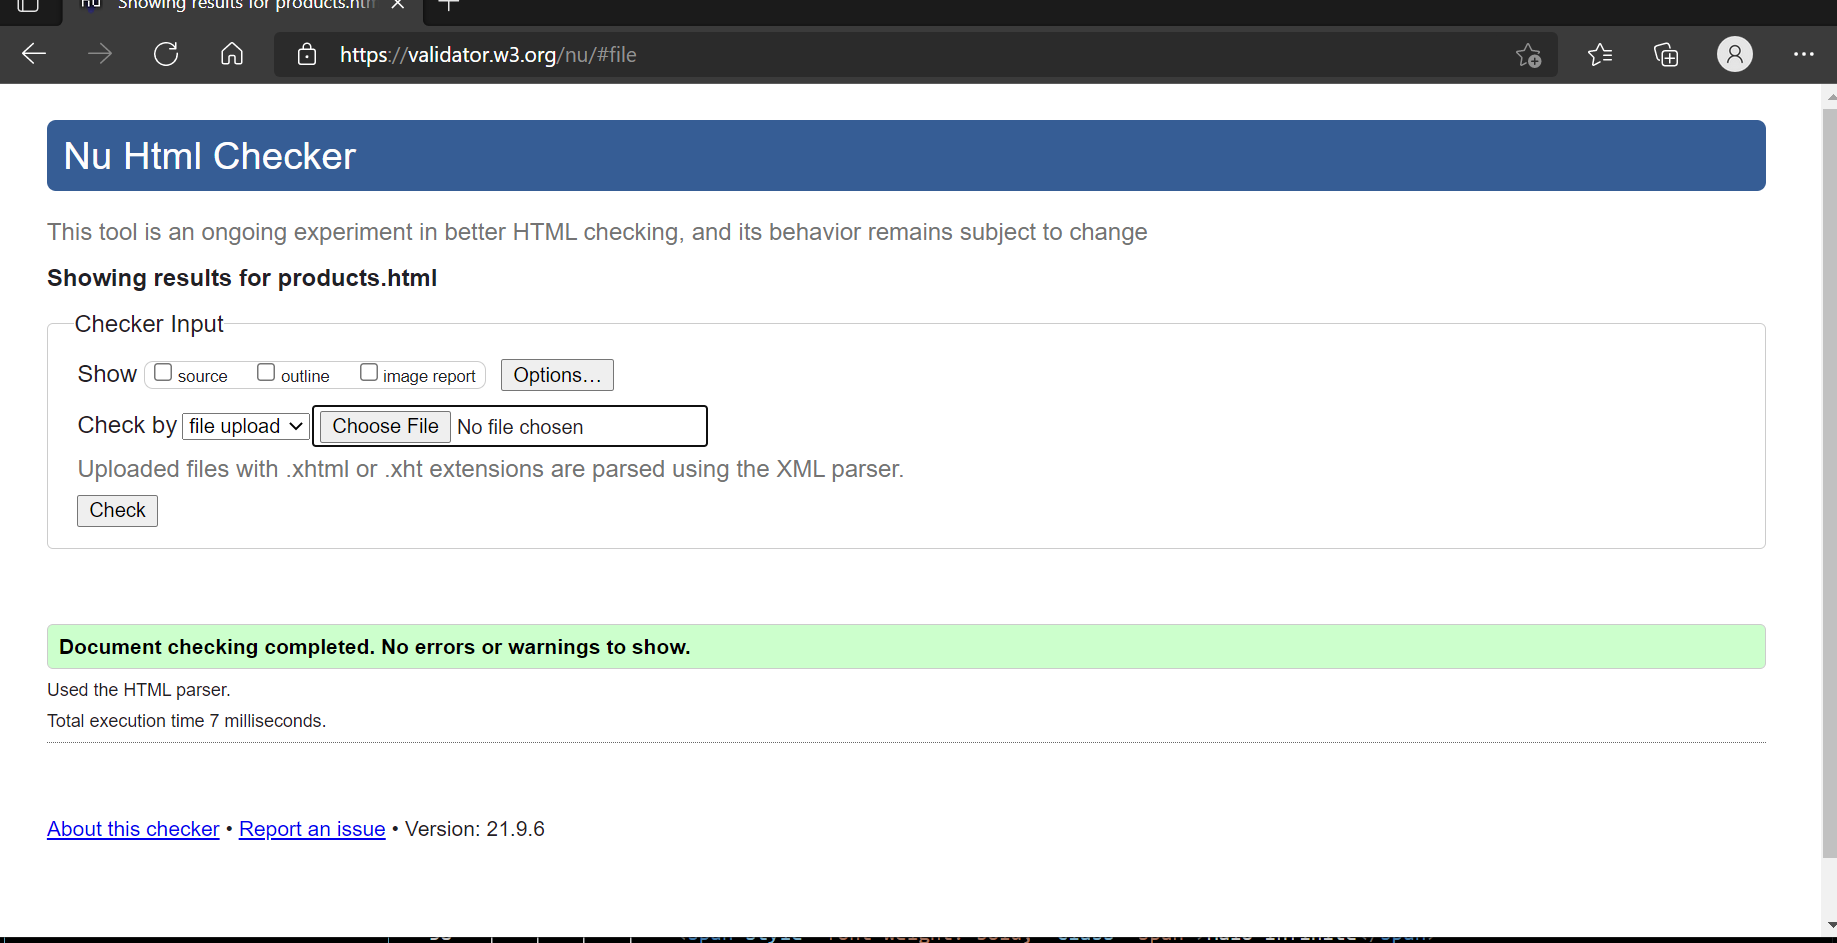 nu Showing results for products.htm
https://validator.w3.org/nu/#file
Nu Html Checker
This tool is an ongoing experiment in better HTML checking, and its behavior remains subject to change
Showing results for products.html
Checker Input
Show source outline image report Options...
Check by file upload Choose File No file chosen
Uploaded files with .xhtml or .xht extensions are parsed using the XML parser.
Check
Document checking completed. No errors or warnings to show.
Used the HTML parser.
Total execution time 7 milliseconds.
About this checker • Report an issue • Version: 21.9.6